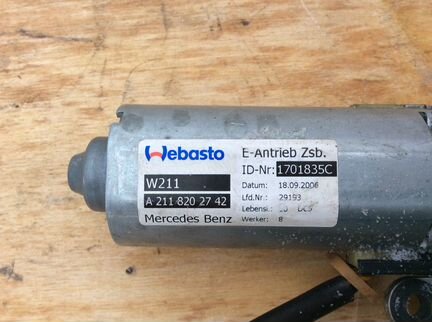 Webasto
E-Antrieb Zsb.
ID-Nr: 1701835C
W211
Datum: 18.09.2006
A 211 820 27 42
Lfd.Nr: 29193
Mercedes Benz
Lebensl.:
Werker: 8